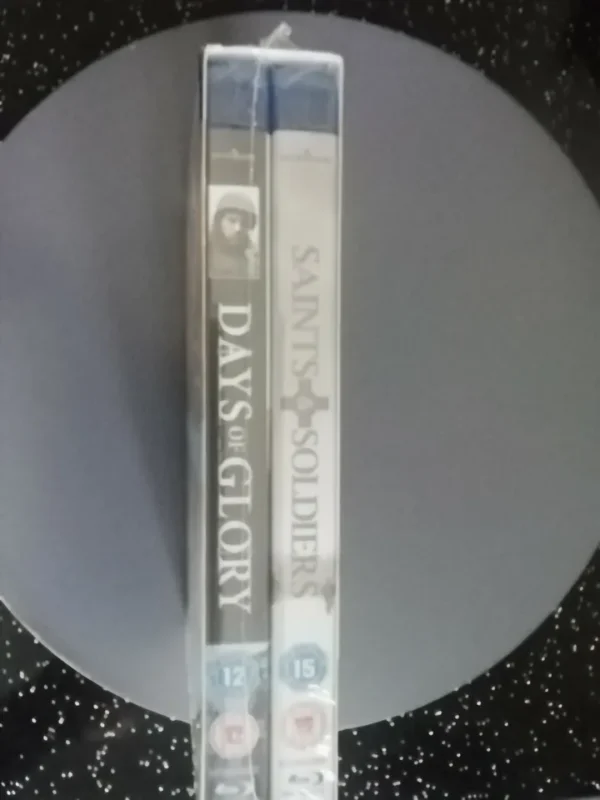 DAYS OF GLORY
12
SAINTS SOLDIERS
15